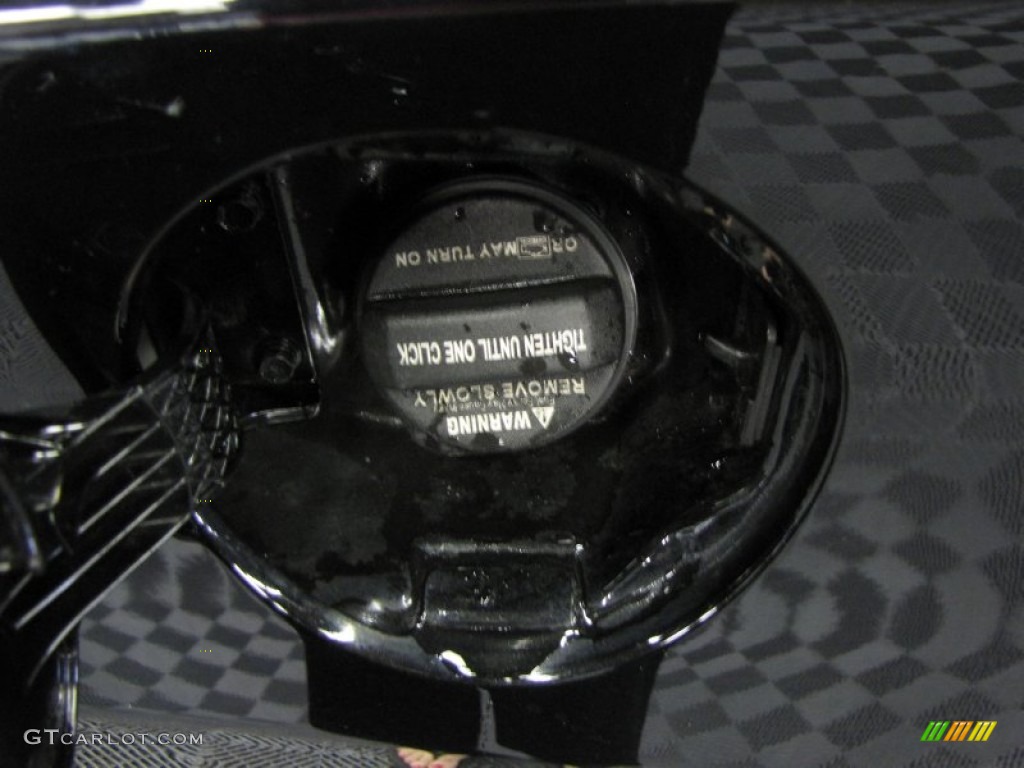 WARNING
REMOVE SLOWLY
TIGHTEN UNTIL ONE CLICK
OR MAY TURN ON
GTCARLOT.COM